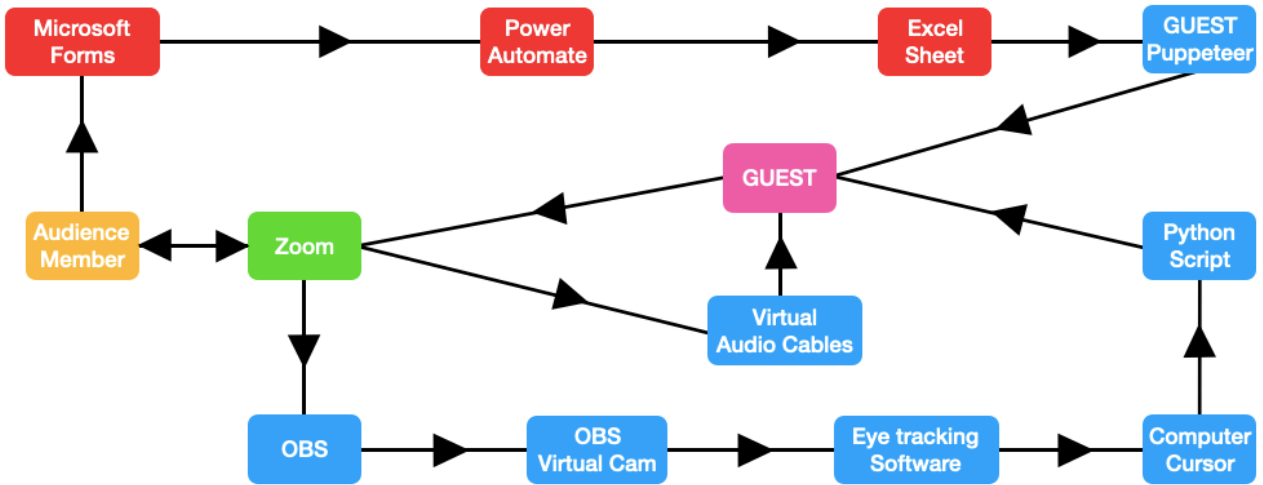 Microsoft
Forms
Power
Automate
Excel
Sheet
GUEST
Puppeteer
GUEST
Audience
Member
Zoom
Python
Script
Virtual
Audio Cables
OBS
OBS
Virtual Cam
Eye tracking
Software
Computer
Cursor